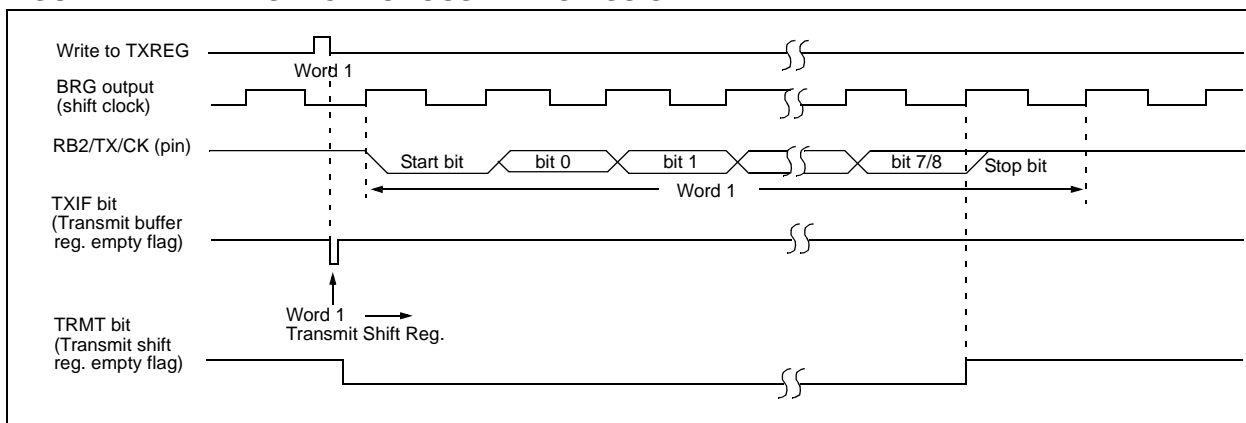 Write to TXREG
Word 1
BRG output
(shift clock)
RB2/TX/CK (pin)
Start bit
bit 0
bit 1
bit 7/8
Stop bit
Word 1
TXIF bit
(Transmit buffer
reg. empty flag)
Word 1
Transmit Shift Reg.
TRMT bit
(Transmit shift
reg. empty flag)